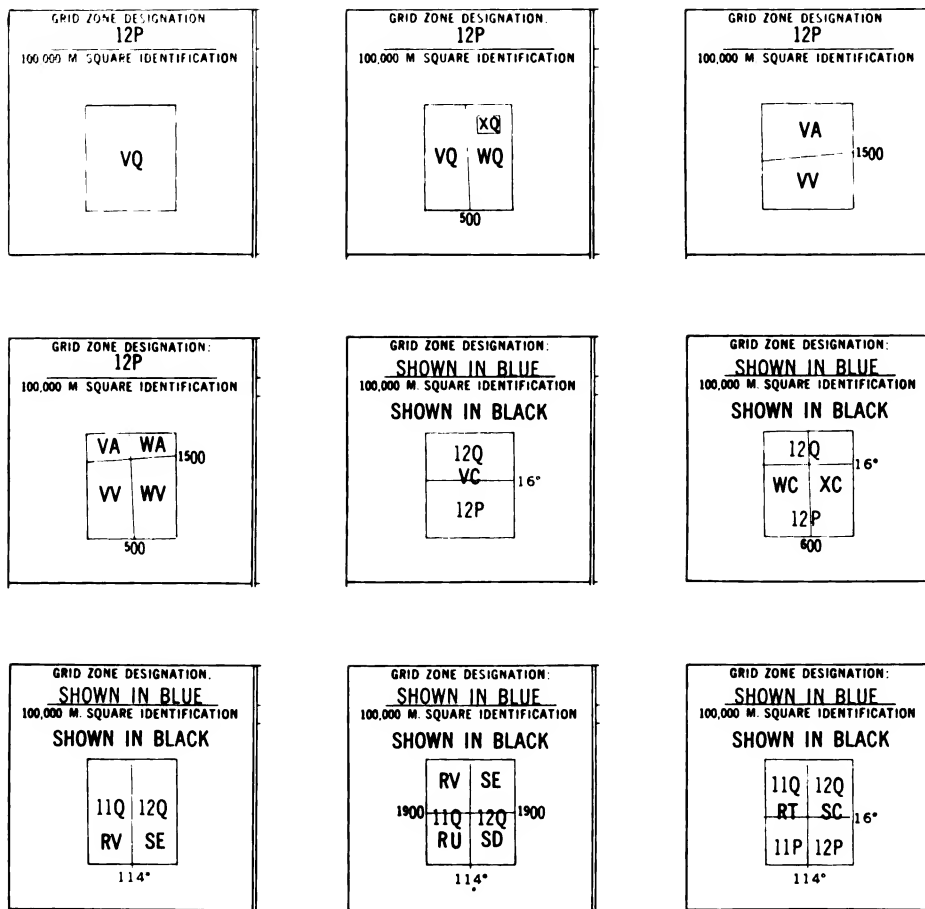 GRID ZONE DESIGNATION
12P
100,000 M SQUARE IDENTIFICATION
VQ
GRID ZONE DESIGNATION.
12P
100,000 M. SQUARE IDENTIFICATION
XQ
VQ WQ
500
GRID ZONE DESIGNATION
12P
100,000 M. SQUARE IDENTIFICATION
VA
1500
VV
GRID ZONE DESIGNATION:
12P
100,000 M. SQUARE IDENTIFICATION
VA WA
1500
VV WV
500
GRID ZONE DESIGNATION:
SHOWN IN BLUE
100,000 M. SQUARE IDENTIFICATION
SHOWN IN BLACK
12Q
VC
16°
12P
GRID ZONE DESIGNATION:
SHOWN IN BLUE
100,000 M. SQUARE IDENTIFICATION
SHOWN IN BLACK
12Q
16°
WC XC
12P
600
GRID ZONE DESIGNATION.
SHOWN IN BLUE
100,000 M. SQUARE IDENTIFICATION
SHOWN IN BLACK
11Q 12Q
RV SE
114°
GRID ZONE DESIGNATION:
SHOWN IN BLUE
100,000 M. SQUARE IDENTIFICATION
SHOWN IN BLACK
RV SE
1900 11Q 12Q 1900
RU SD
114°
GRID ZONE DESIGNATION:
SHOWN IN BLUE
100,000 M. SQUARE IDENTIFICATION
SHOWN IN BLACK
11Q 12Q
RT SC 16°
11P 12P
114°